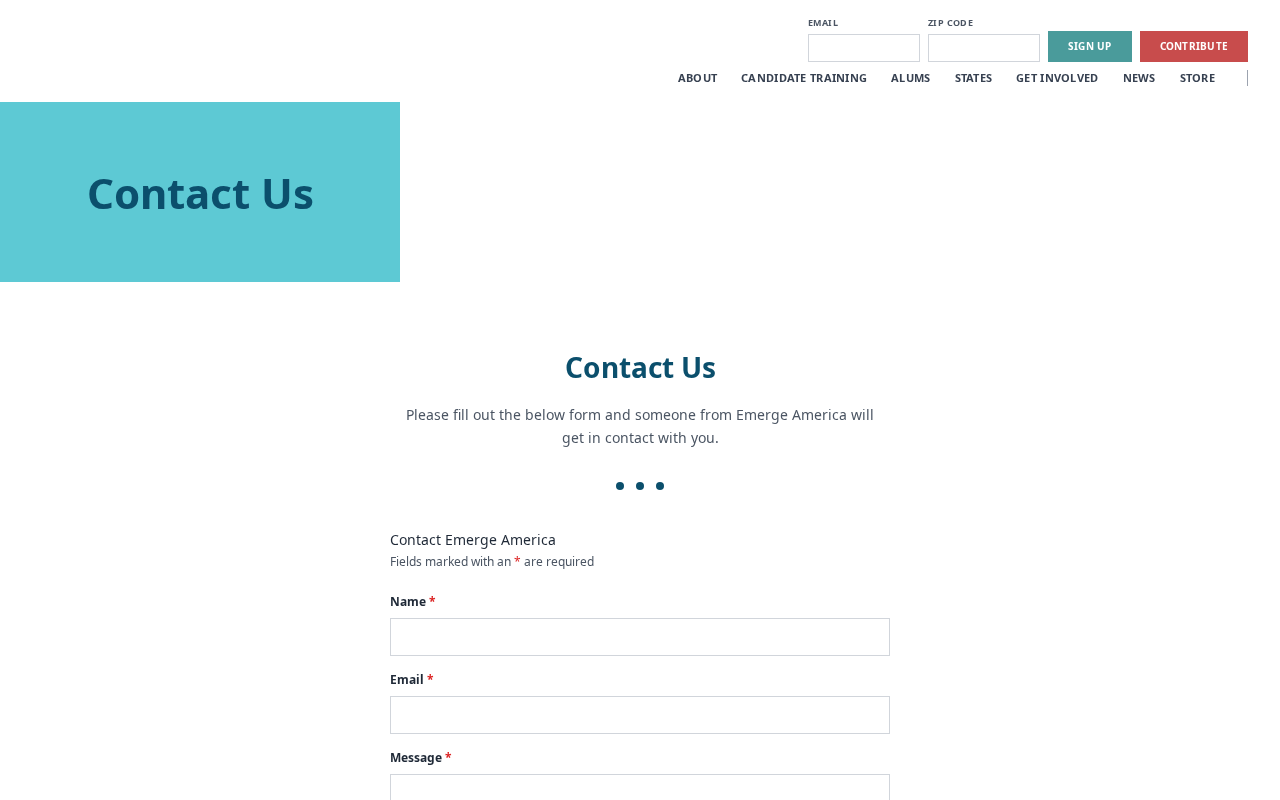 EMAIL
ZIP CODE
SIGN UP
CONTRIBUTE
ABOUT
CANDIDATE TRAINING
ALUMS
STATES
GET INVOLVED
NEWS
STORE
Contact Us
Contact Us
Please fill out the below form and someone from Emerge America will
get in contact with you.
Contact Emerge America
Fields marked with an * are required
Name *
Email *
Message *